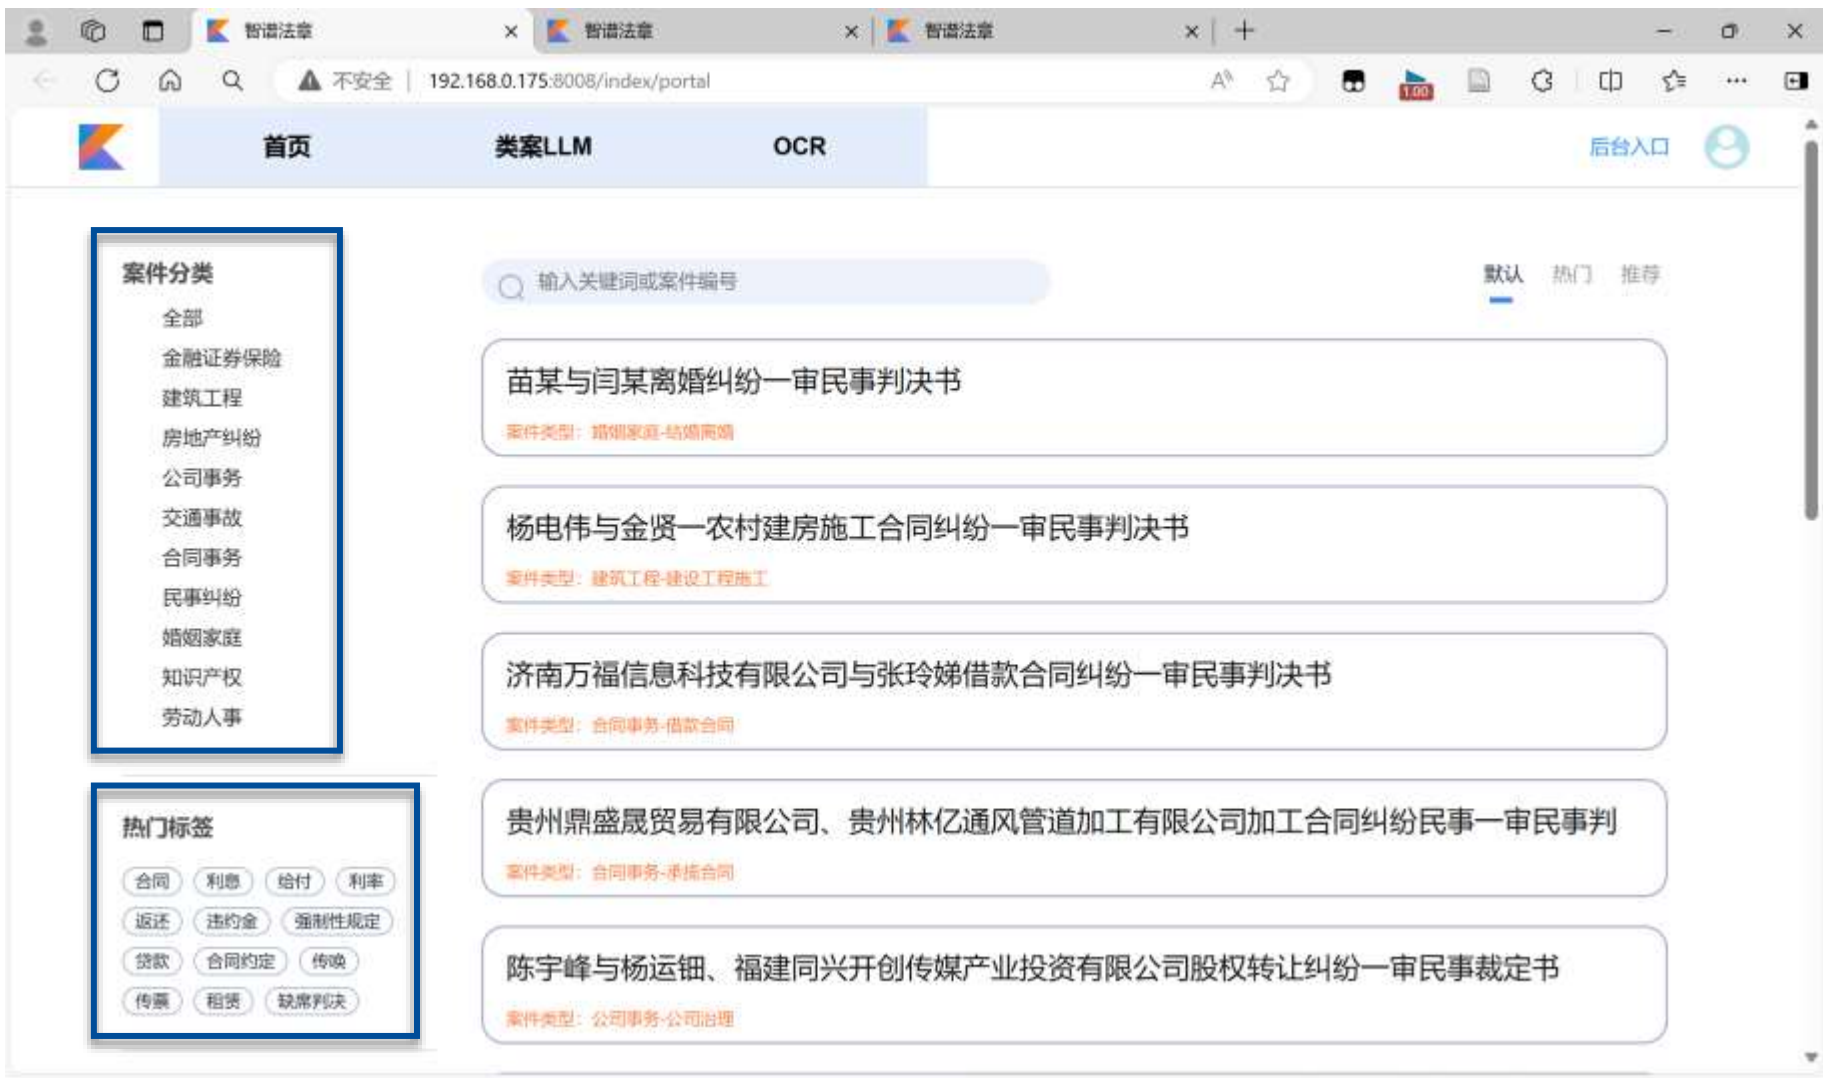 智谱法章
智谱法章
智谱法章
不安全
192.168.0.175:8008/index/portal
1.00
首页
类案LLM
OCR
后台入口
案件分类
全部
金融证券保险
建筑工程
房地产纠纷
公司事务
交通事故
合同事务
民事纠纷
婚姻家庭
知识产权
劳动人事
热门标签
合同 利息 给付 利率
返还 违约金 强制性规定
贷款 合同约定 传唤
传票 租赁 缺席判决
输入关键词或案件编号
默认 热门 推荐
苗某与闫某离婚纠纷一审民事判决书
案件类型：婚姻家庭-结婚离婚
杨电伟与金贤一农村建房施工合同纠纷一审民事判决书
案件类型：建筑工程-建设工程施工
济南万福信息科技有限公司与张玲娣借款合同纠纷一审民事判决书
案件类型：合同事务-借款合同
贵州鼎盛晟贸易有限公司、贵州林亿通风管道加工有限公司加工合同纠纷民事一审民事判
案件类型：合同事务-承揽合同
陈宇峰与杨运钿、福建同兴开创传媒产业投资有限公司股权转让纠纷一审民事裁定书
案件类型：公司事务-公司治理